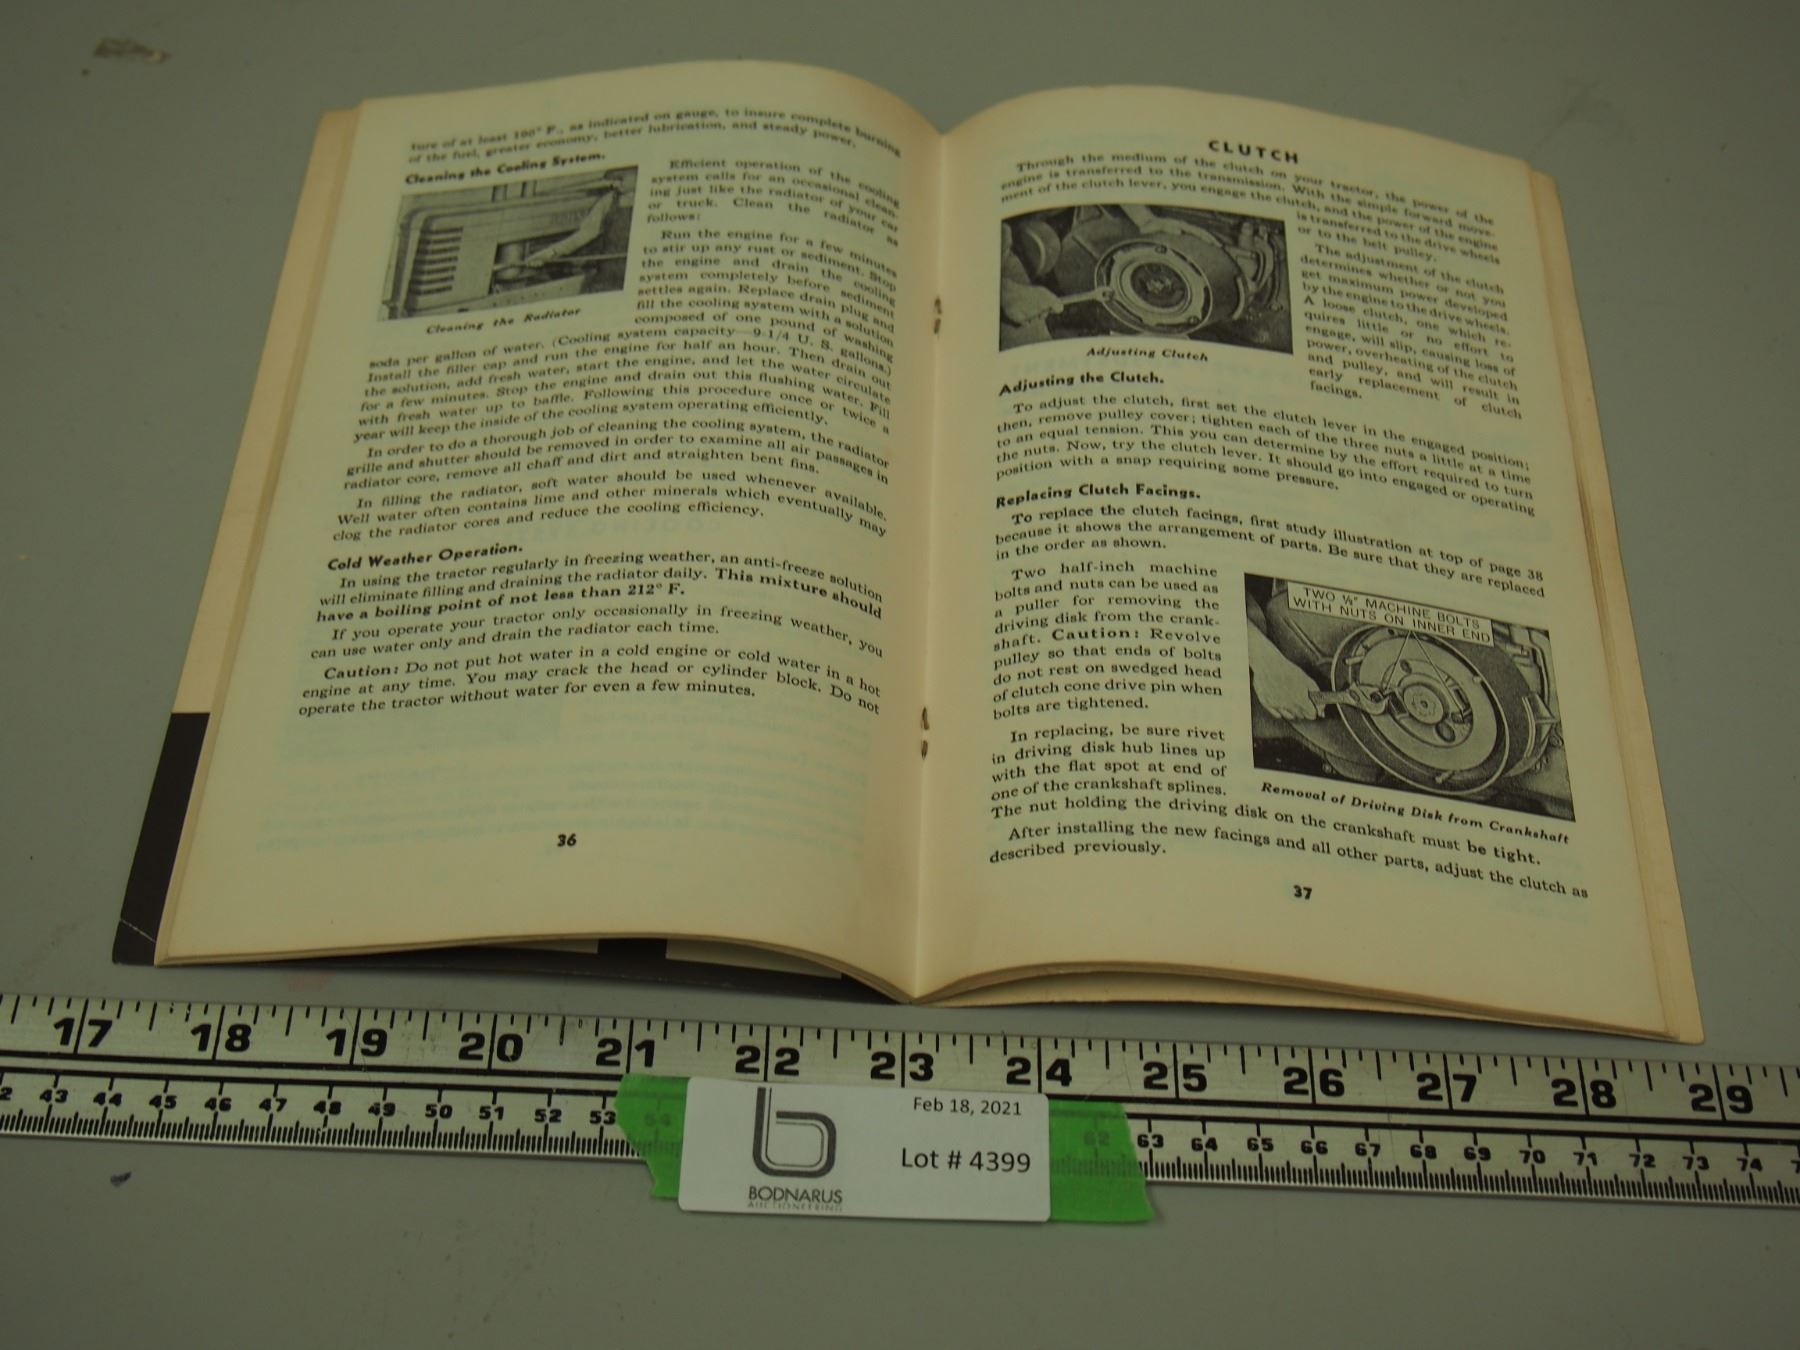 ture of at least 190° F., as indicated on gauge, to insure complete burning
of the fuel, greater economy, better lubrication, and steady power.
Cleaning the Cooling System.
Efficient operation of the cooling
system calls for an occasional clean-
ing just like the radiator of your car
or truck. Clean the radiator as
follows:
Run the engine for a few minutes
to stir up any rust or sediment. Stop
the engine and drain the cooling
system completely before sediment
settles again. Replace drain plug and
fill the cooling system with a solution
composed of one pound of washing
Cleaning the Radiator
soda per gallon of water. (Cooling system capacity—9-1/4 U. S. gallons.)
Install the filler cap and run the engine for half an hour. Then drain out
the solution, add fresh water, start the engine, and let the water circulate
for a few minutes. Stop the engine and drain out this flushing water. Fill
with fresh water up to baffle. Following this procedure once or twice a
year will keep the inside of the cooling system operating efficiently.
In order to do a thorough job of cleaning the cooling system, the radiator
grille and shutter should be removed in order to examine all air passages in
radiator core, remove all chaff and dirt and straighten bent fins.
In filling the radiator, soft water should be used whenever available.
Well water often contains lime and other minerals which eventually may
clog the radiator cores and reduce the cooling efficiency.
Cold Weather Operation.
In using the tractor regularly in freezing weather, an anti-freeze solution
will eliminate filling and draining the radiator daily. This mixture should
have a boiling point of not less than 212° F.
If you operate your tractor only occasionally in freezing weather, you
can use water only and drain the radiator each time.
Caution: Do not put hot water in a cold engine or cold water in a hot
engine at any time. You may crack the head or cylinder block. Do not
operate the tractor without water for even a few minutes.
36
CLUTCH
Through the medium of the clutch on your tractor, the power of the
engine is transferred to the transmission. With the simple forward move-
ment of the clutch lever, you engage the clutch, and the power of the engine
is transferred to the drive wheels
or to the belt pulley.
The adjustment of the clutch
determines whether or not you
get maximum power developed
by the engine to the drive wheels.
A loose clutch, one which re-
quires little or no effort to
engage, will slip, causing loss of
power, overheating of the clutch
and pulley, and will result in
early replacement of clutch
facings.
Adjusting Clutch
Adjusting the Clutch.
To adjust the clutch, first set the clutch lever in the engaged position;
then, remove pulley cover; tighten each of the three nuts a little at a time
to an equal tension. This you can determine by the effort required to turn
the nuts. Now, try the clutch lever. It should go into engaged or operating
position with a snap requiring some pressure.
Replacing Clutch Facings.
To replace the clutch facings, first study illustration at top of page 38
because it shows the arrangement of parts. Be sure that they are replaced
in the order as shown.
Two half-inch machine
bolts and nuts can be used as
a puller for removing the
driving disk from the crank-
shaft. Caution: Revolve
pulley so that ends of bolts
do not rest on swedged head
of clutch cone drive pin when
bolts are tightened.
TWO ½" MACHINE BOLTS
WITH NUTS ON INNER END
In replacing, be sure rivet
in driving disk hub lines up
with the flat spot at end of
one of the crankshaft splines.
Removal of Driving Disk from Crankshaft
The nut holding the driving disk on the crankshaft must be tight.
After installing the new facings and all other parts, adjust the clutch as
described previously.
37
17 18 19 20 21 22 23 24 25 26 27 28 29
2 43 44 45 46 47 48 49 50 51 52 53 54 62 63 64 65 66 67 68 69 70 71 72 73 74
Feb 18, 2021
Lot # 4399
BODNARUS
AUCTIONEERING